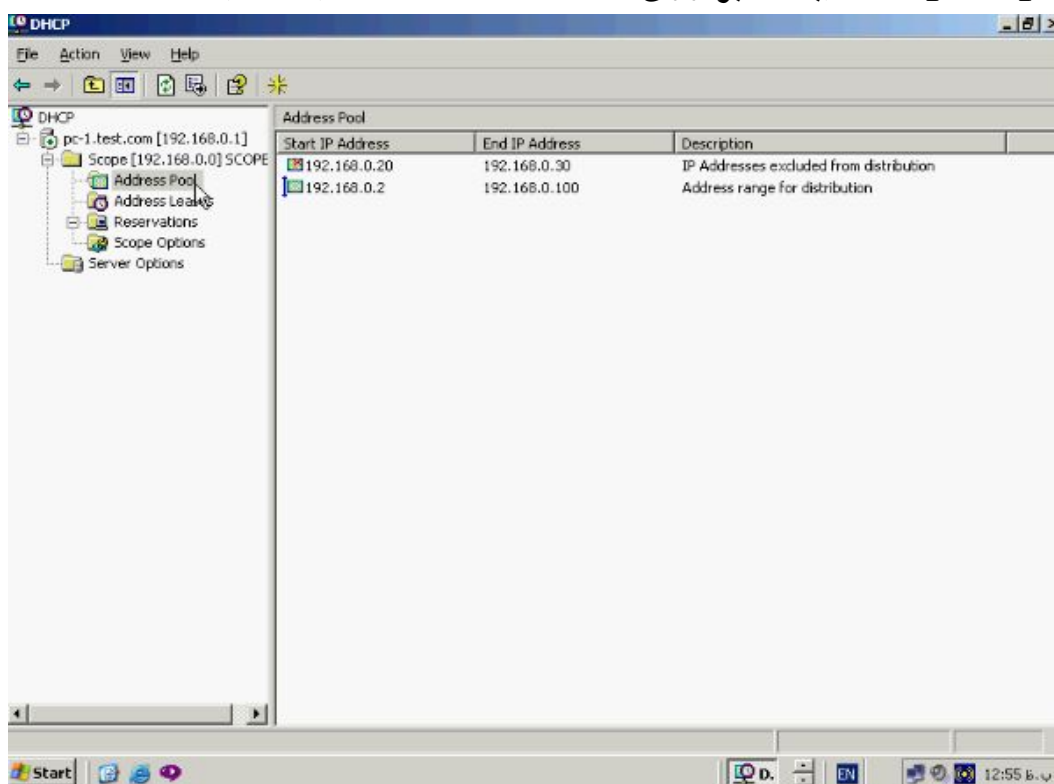 DHCP
File Action View Help
DHCP
pc-1.test.com [192.168.0.1]
Scope [192.168.0.0] SCOPE
Address Pool
Reservations
Scope Options
Server Options
Address Pool
Start IP Address End IP Address Description
192.168.0.20 192.168.0.30 IP Addresses excluded from distribution
192.168.0.2 192.168.0.100 Address range for distribution
Start D. EN 12:55